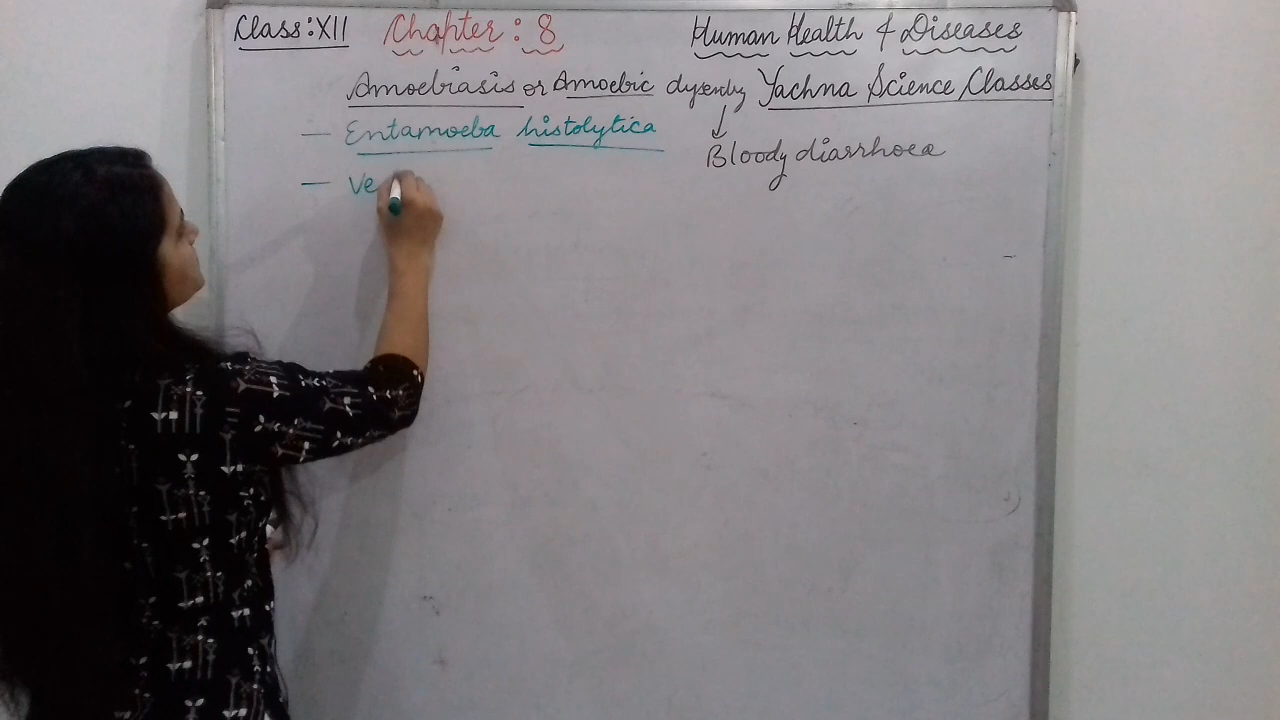 Class:XII Chapter: 8 Human Health & Diseases
Amoebiasis or Amoebic dysentry Yachna Science Classes
— Entamoeba histolytica
Bloody diarrhoea
— Ve